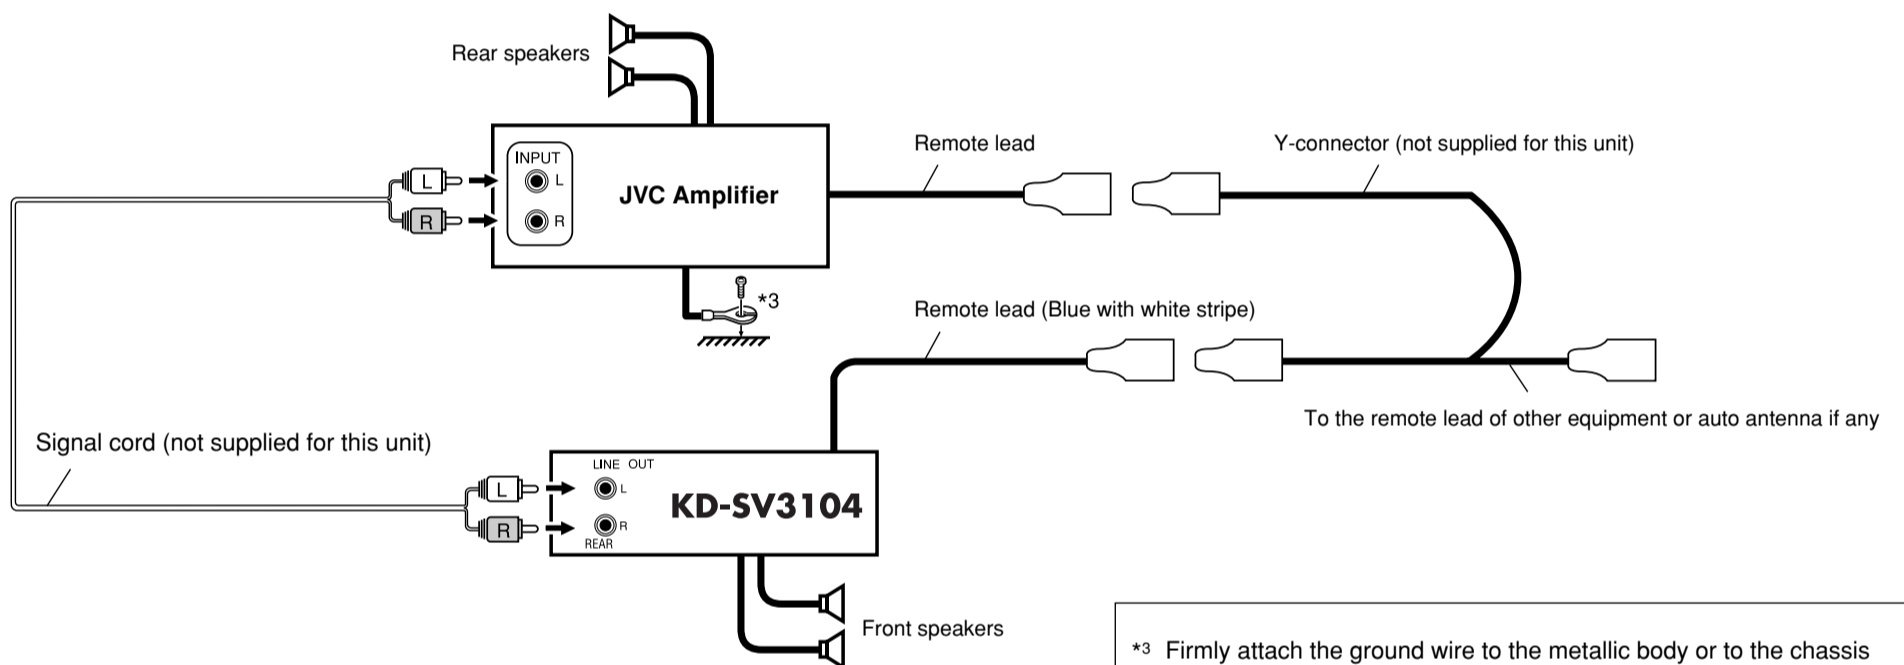 Rear speakers
INPUT
L
L
R
R
JVC Amplifier
Remote lead
Y-connector (not supplied for this unit)
*3
Remote lead (Blue with white stripe)
To the remote lead of other equipment or auto antenna if any
Signal cord (not supplied for this unit)
LINE OUT
L
L
R
R
REAR
KD-SV3104
Front speakers
*3 Firmly attach the ground wire to the metallic body or to the chassis